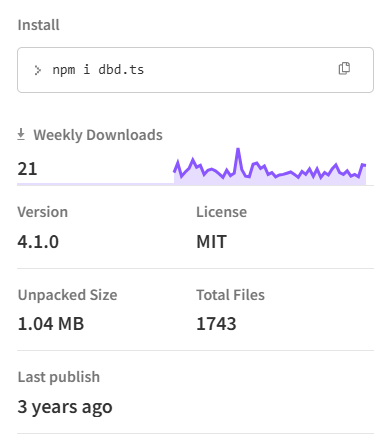 Install
npm i dbd.ts
Weekly Downloads
21
Version
License
4.1.0
MIT
Unpacked Size
Total Files
1.04 MB
1743
Last publish
3 years ago